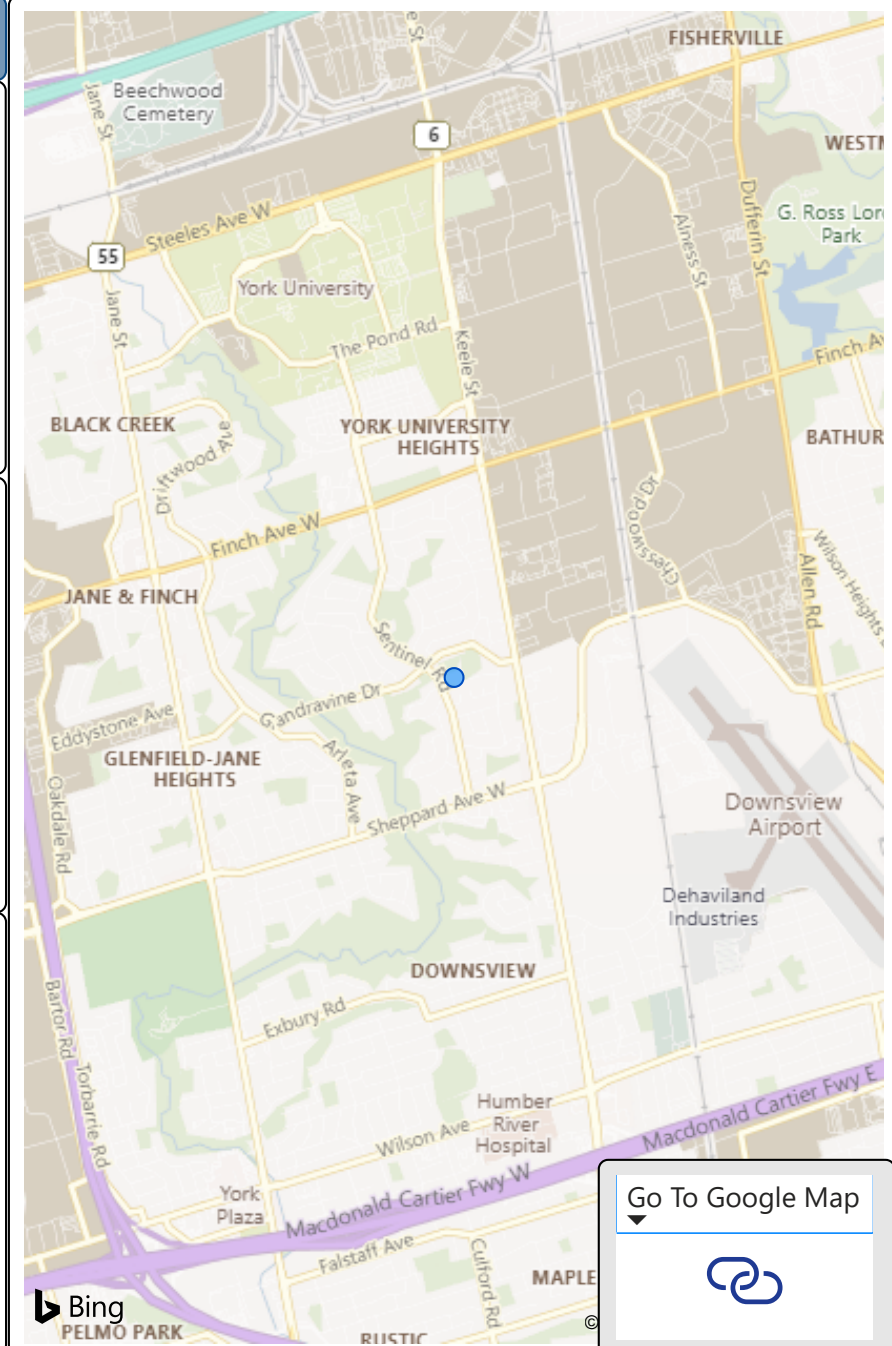 e St
FISHERVILLE
Jane St
Beechwood
Cemetery
6
WESTM
Dufferin St
G. Ross Lord
Park
Steeles Ave W
55
Alness St
York University
Jane St
The Pond Rd
Keele St
Finch Av
BLACK CREEK
YORK UNIVERSITY
HEIGHTS
BATHUR
Driftwood Ave
Chesswood Dr
Finch Ave W
Wilson Heights
Allen Rd
JANE & FINCH
Sentinel Rd
Grandravine Dr
Eddystone Ave
GLENFIELD-JANE
HEIGHTS
Arleta Ave
Oakdale Rd
Sheppard Ave W
Downsview
Airport
Dehaviland
Industries
DOWNSVIEW
Bartor Rd
Exbury Rd
Torbarrie Rd
Humber
River
Hospital
Wilson Ave
Macdonald Cartier Fwy E
York
Plaza
Macdonald Cartier Fwy W
Go To Google Map
Falstaff Ave
Culford Rd
MAPLE
Bing
©
PELMO PARK
RUSTIC